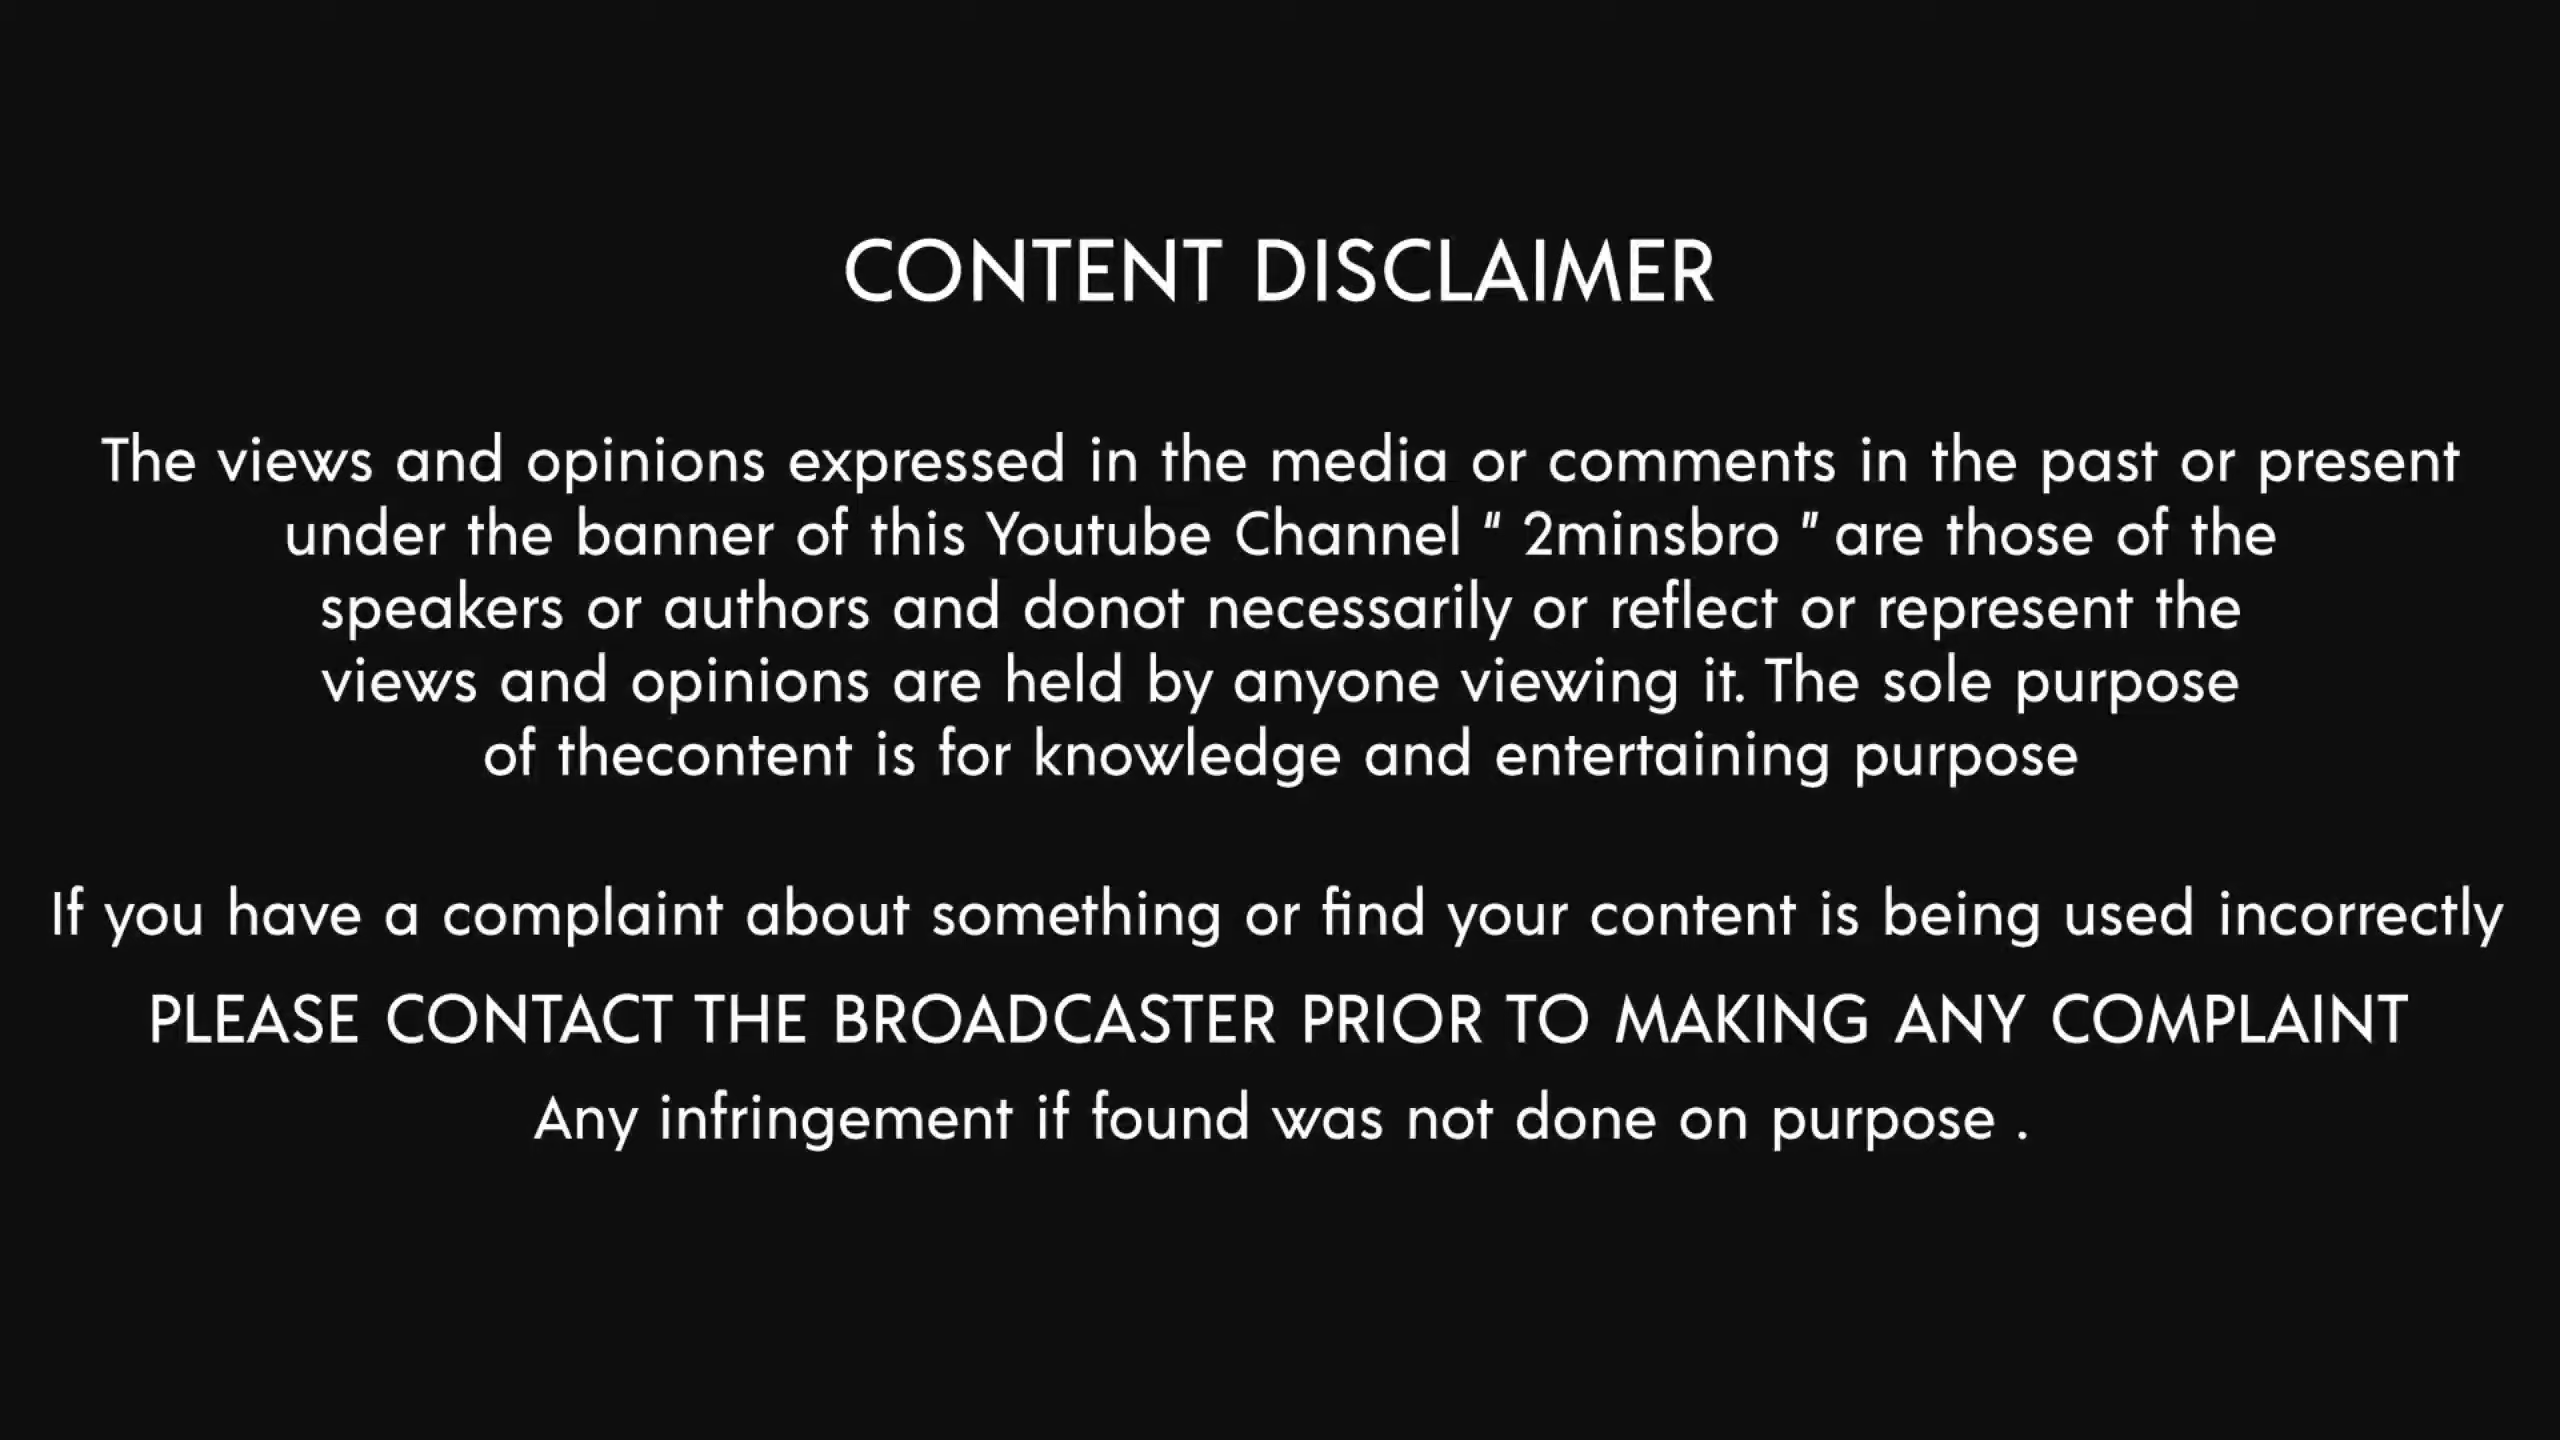 CONTENT DISCLAIMER
The views and opinions expressed in the media or comments in the past or present
under the banner of this Youtube Channel “ 2minsbro ” are those of the
speakers or authors and donot necessarily or reflect or represent the
views and opinions are held by anyone viewing it. The sole purpose
of thecontent is for knowledge and entertaining purpose
If you have a complaint about something or find your content is being used incorrectly
PLEASE CONTACT THE BROADCASTER PRIOR TO MAKING ANY COMPLAINT
Any infringement if found was not done on purpose .